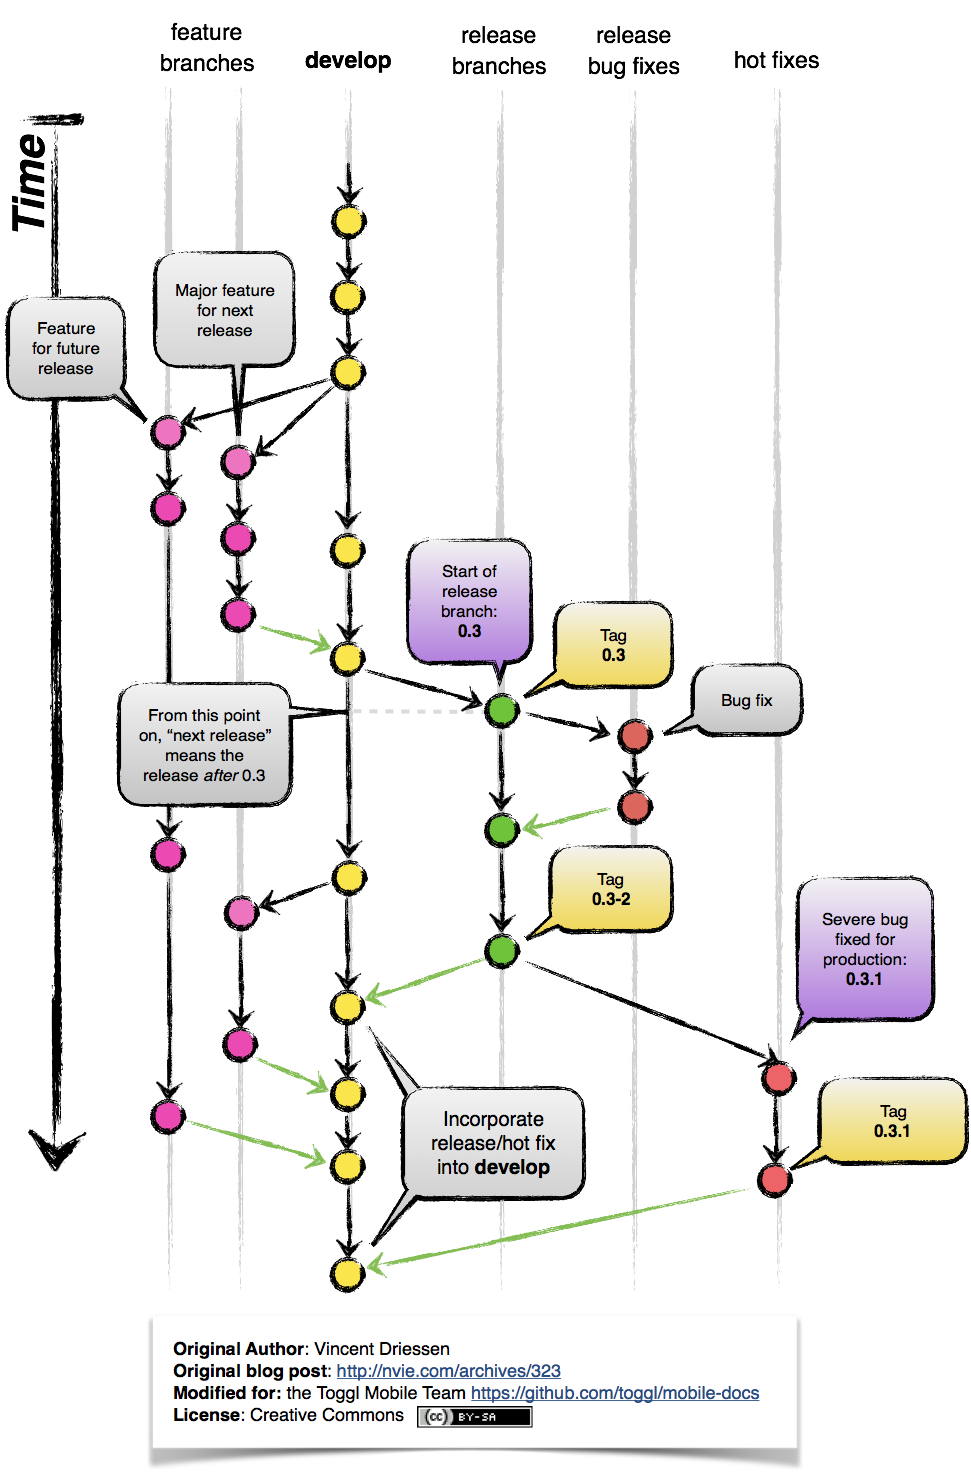 feature
branches
develop
release
branches
release
bug fixes
hot fixes
Time
Major feature
for next
release
Feature
for future
release
Start of
release
branch:
0.3
Tag
0.3
Bug fix
From this point
on, “next release”
means the
release after 0.3
Tag
0.3-2
Severe bug
fixed for
production:
0.3.1
Tag
0.3.1
Incorporate
release/hot fix
into develop
Original Author: Vincent Driessen
Original blog post: http://nvie.com/archives/323
Modified for: the Toggl Mobile Team https://github.com/toggl/mobile-docs
License: Creative Commons (cc) BY-SA